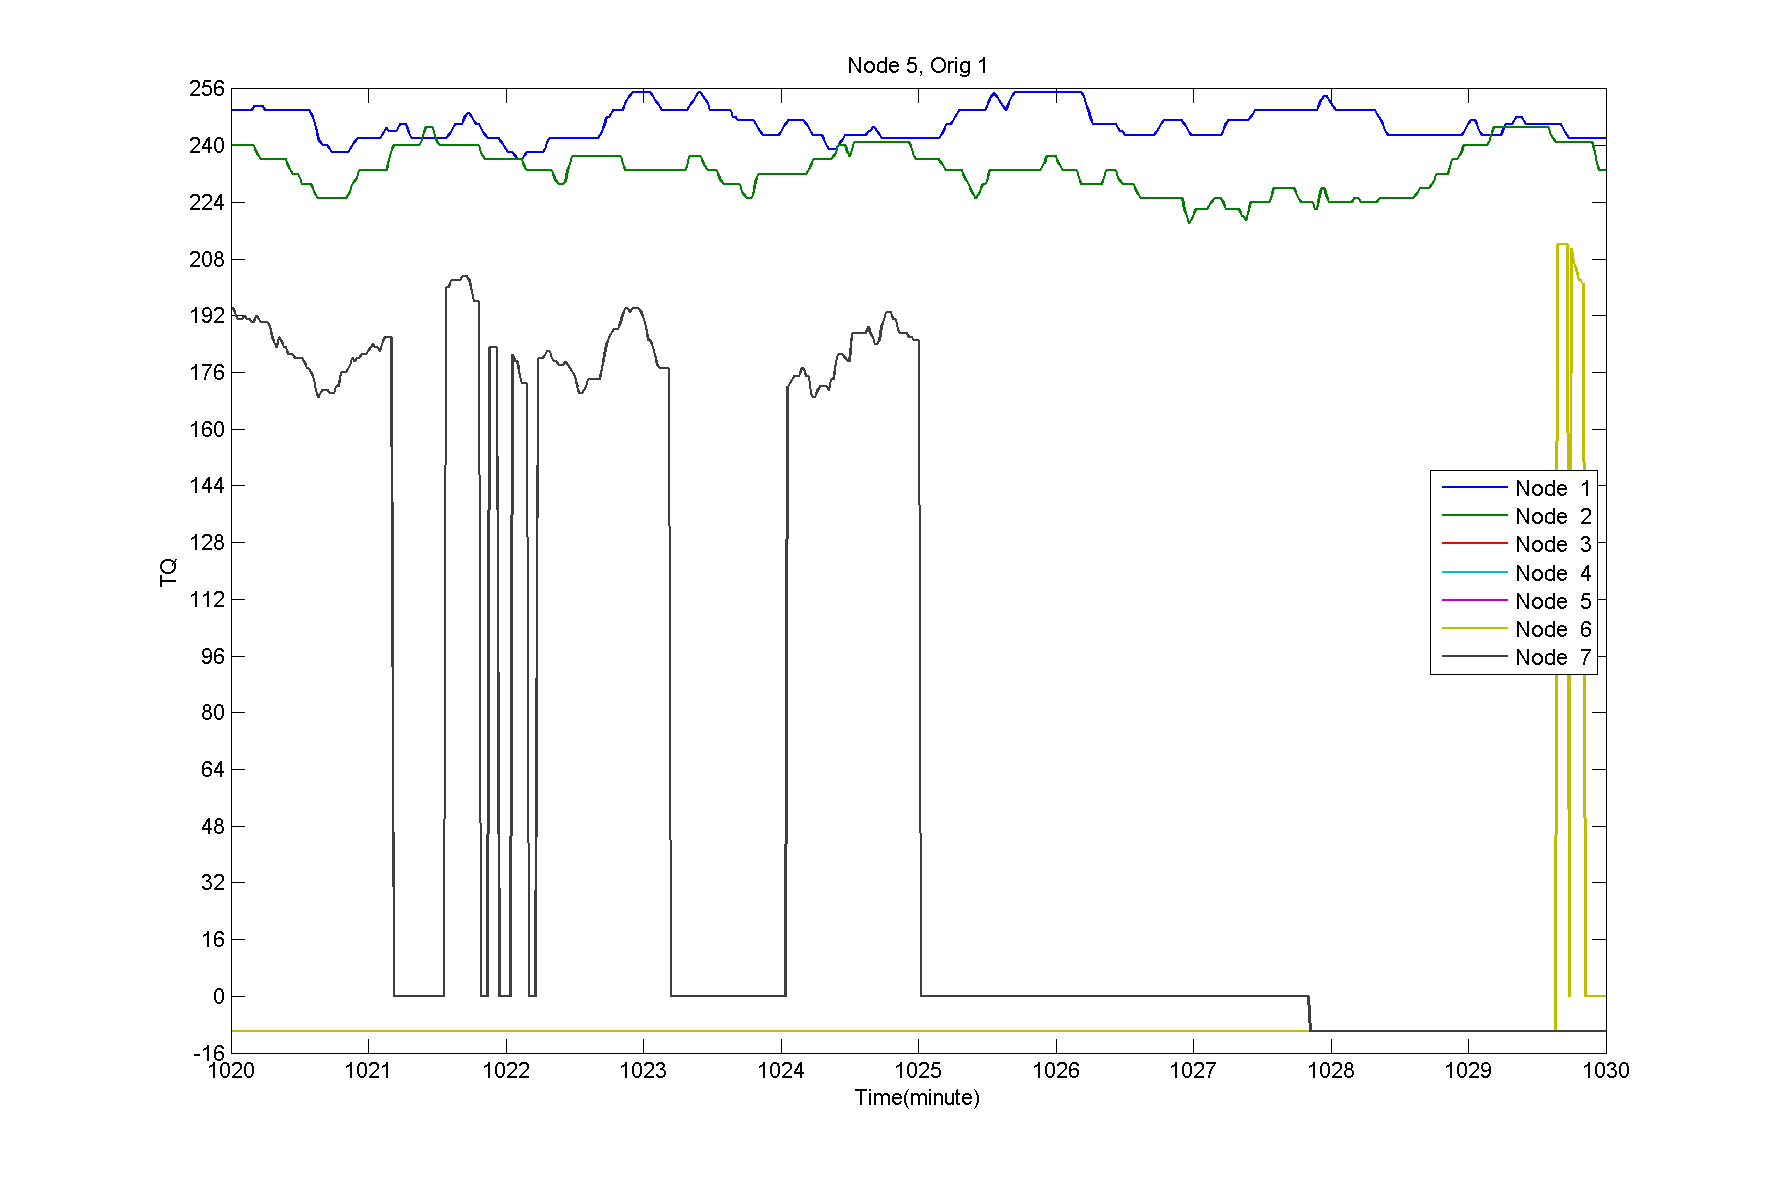 Node 5, Orig 1
256
240
224
208
192
176
160
144
128
112
96
80
64
48
32
16
0
-16
TQ
Node 1
Node 2
Node 3
Node 4
Node 5
Node 6
Node 7
1020 1021 1022 1023 1024 1025 1026 1027 1028 1029 1030
Time(minute)